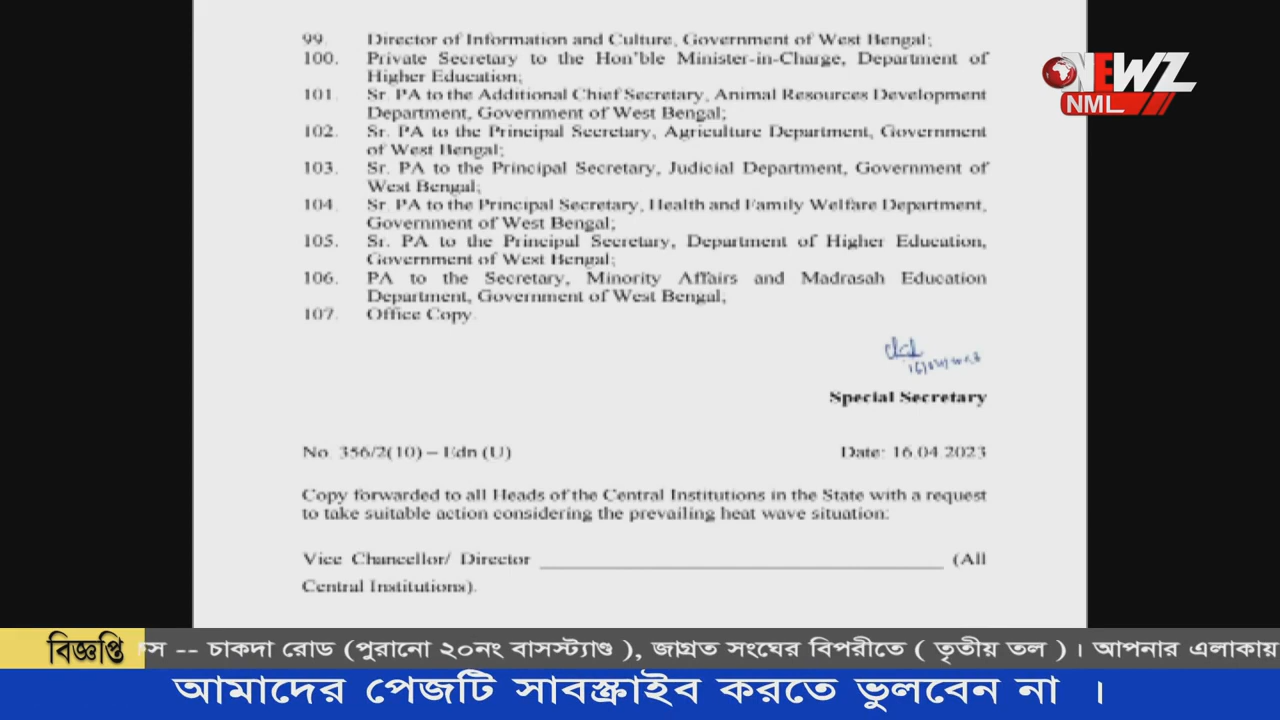 99. Director of Information and Culture, Government of West Bengal;
100. Private Secretary to the Hon'ble Minister-in-Charge, Department of
Higher Education;
101. Sr. PA to the Additional Chief Secretary, Animal Resources Development
Department, Government of West Bengal;
102. Sr. PA to the Principal Secretary, Agriculture Department, Government
of West Bengal;
103. Sr. PA to the Principal Secretary, Judicial Department, Government of
West Bengal;
104. Sr. PA to the Principal Secretary, Health and Family Welfare Department,
Government of West Bengal;
105. Sr. PA to the Principal Secretary, Department of Higher Education,
Government of West Bengal;
106. PA to the Secretary, Minority Affairs and Madrasah Education
Department, Government of West Bengal;
107. Office Copy.
NEWZ
NML
Special Secretary
No. 356/2(10) – Edn (U) Date: 16.04.2023
Copy forwarded to all Heads of the Central Institutions in the State with a request
to take suitable action considering the prevailing heat wave situation:
Vice Chancellor/ Director (All
Central Institutions).
বিজ্ঞপ্তি -- চাকদা রোড (পুরানো ২০নং বাসস্ট্যাণ্ড ), জাগ্রত সংঘের বিপরীতে ( তৃতীয় তল ) । আপনার এলাকায়
আমাদের পেজটি সাবস্ক্রাইব করতে ভুলবেন না ।